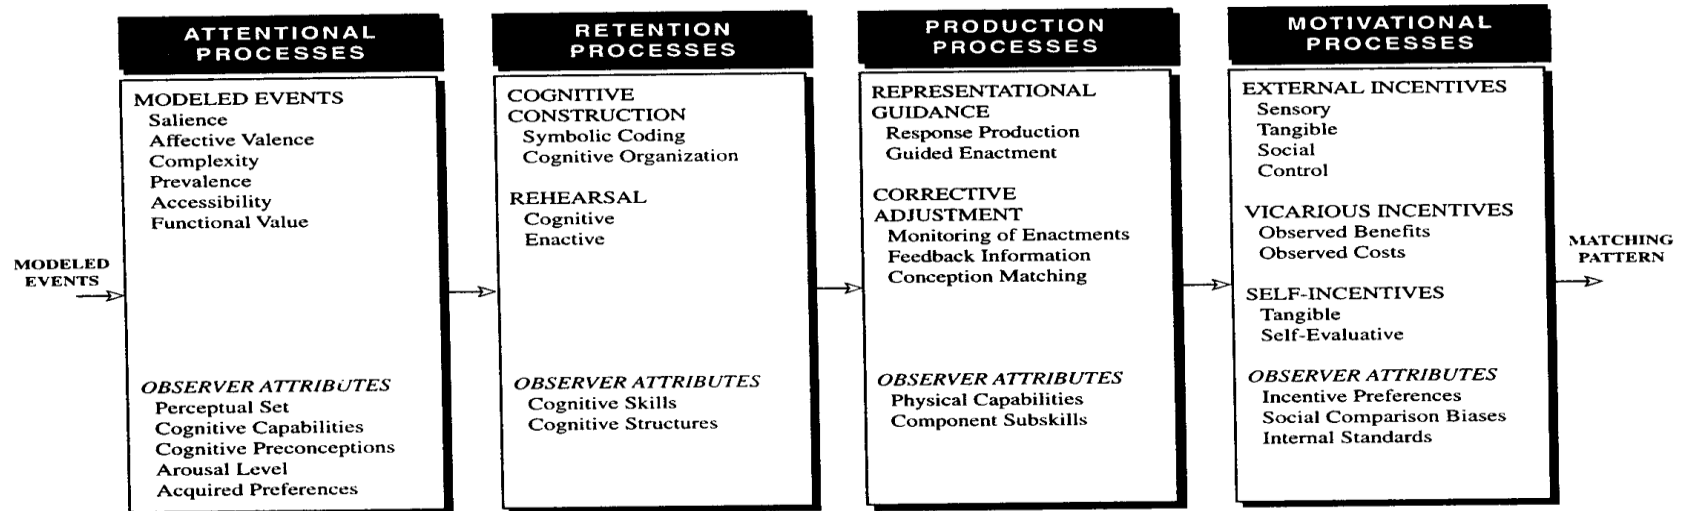 MODELED
EVENTS
ATTENTIONAL
PROCESSES
MODELED EVENTS
Salience
Affective Valence
Complexity
Prevalence
Accessibility
Functional Value
OBSERVER ATTRIBUTES
Perceptual Set
Cognitive Capabilities
Cognitive Preconceptions
Arousal Level
Acquired Preferences
RETENTION
PROCESSES
COGNITIVE
CONSTRUCTION
Symbolic Coding
Cognitive Organization
REHEARSAL
Cognitive
Enactive
OBSERVER ATTRIBUTES
Cognitive Skills
Cognitive Structures
PRODUCTION
PROCESSES
REPRESENTATIONAL
GUIDANCE
Response Production
Guided Enactment
CORRECTIVE
ADJUSTMENT
Monitoring of Enactments
Feedback Information
Conception Matching
OBSERVER ATTRIBUTES
Physical Capabilities
Component Subskills
MOTIVATIONAL
PROCESSES
EXTERNAL INCENTIVES
Sensory
Tangible
Social
Control
VICARIOUS INCENTIVES
Observed Benefits
Observed Costs
SELF-INCENTIVES
Tangible
Self-Evaluative
OBSERVER ATTRIBUTES
Incentive Preferences
Social Comparison Biases
Internal Standards
MATCHING
PATTERN